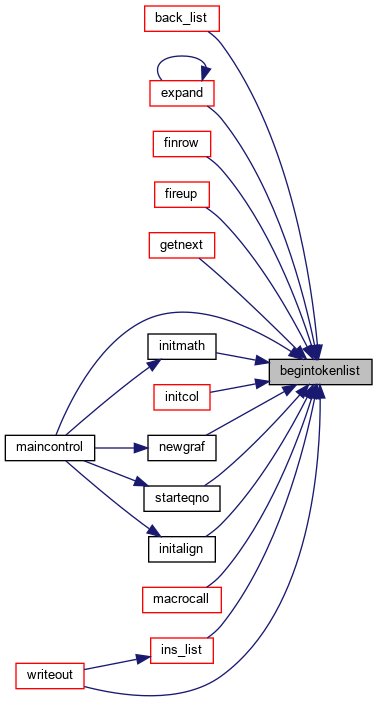 back_list
expand
finrow
fireup
getnext
initmath
begintokenlist
initcol
maincontrol
newgraf
starteqno
initalign
macrocall
ins_list
writeout